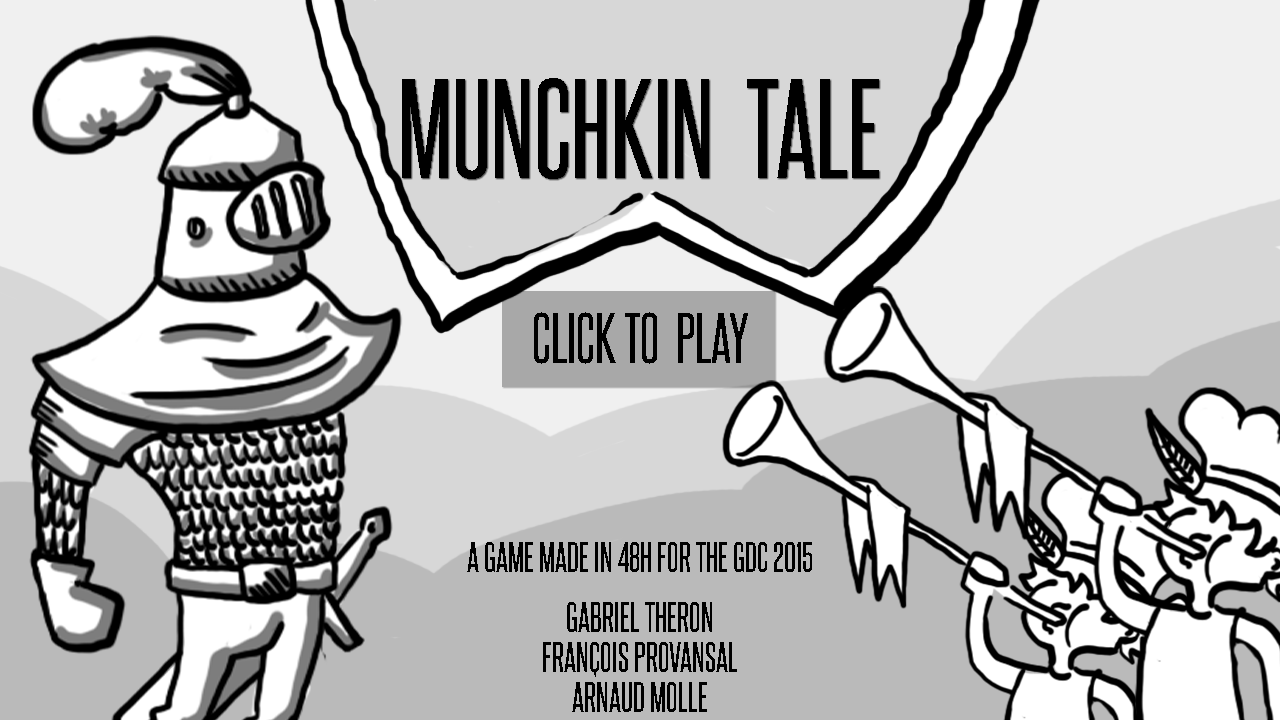 MUNCHKIN TALE
CLICK TO PLAY
A GAME MADE IN 48H FOR THE GDC 2015
GABRIEL THERON
FRANÇOIS PROVANSAL
ARNAUD MOLLE